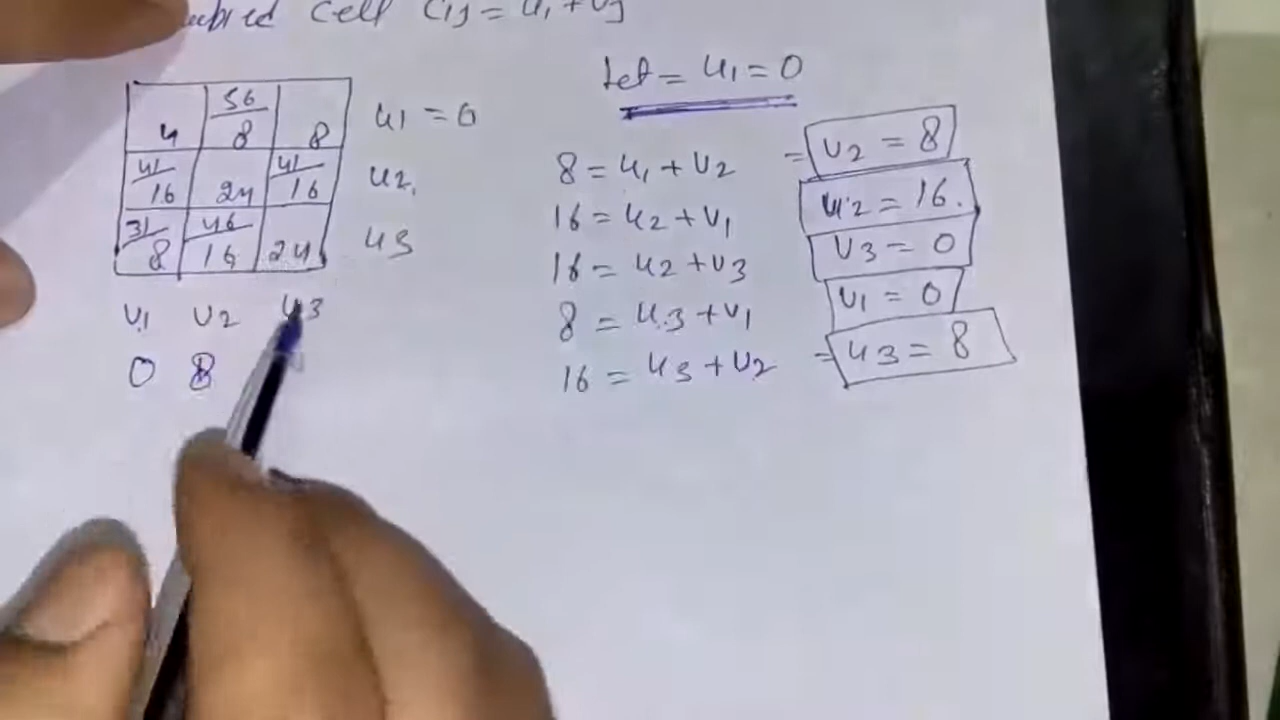 Cell Cij = ui + vj
Let = u1 = 0
56
4 8 8 u1 = 0
41 41
16 24 16 u2,
31 46
8 16 24 u3
v1 v2 u3
0 8
8 = u1 + v2 = v2 = 8
16 = u2 + v1 u2 = 16.
16 = u2 + v3 v3 = 0
8 = u3 + v1 v1 = 0
16 = u3 + v2 = u3 = 8